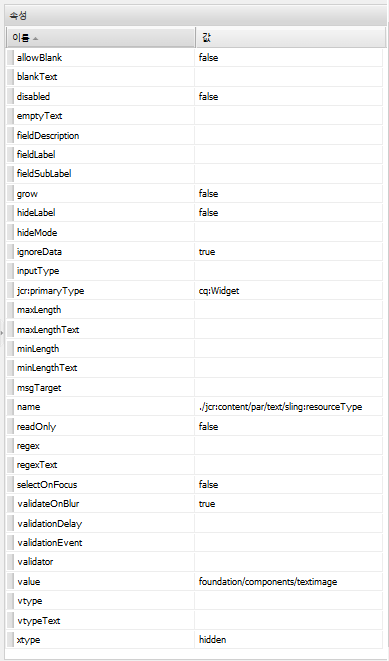 속성
이름 값
allowBlank false
blankText
disabled false
emptyText
fieldDescription
fieldLabel
fieldSubLabel
grow false
hideLabel false
hideMode
ignoreData true
inputType
jcr:primaryType cq:Widget
maxLength
maxLengthText
minLength
minLengthText
msgTarget
name ./jcr:content/par/text/sling:resourceType
readOnly false
regex
regexText
selectOnFocus false
validateOnBlur true
validationDelay
validationEvent
validator
value foundation/components/textimage
vtype
vtypeText
xtype hidden